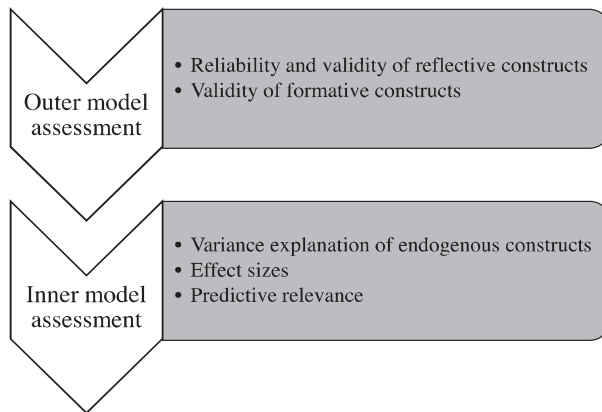 Outer model
assessment
• Reliability and validity of reflective constructs
• Validity of formative constructs
Inner model
assessment
• Variance explanation of endogenous constructs
• Effect sizes
• Predictive relevance